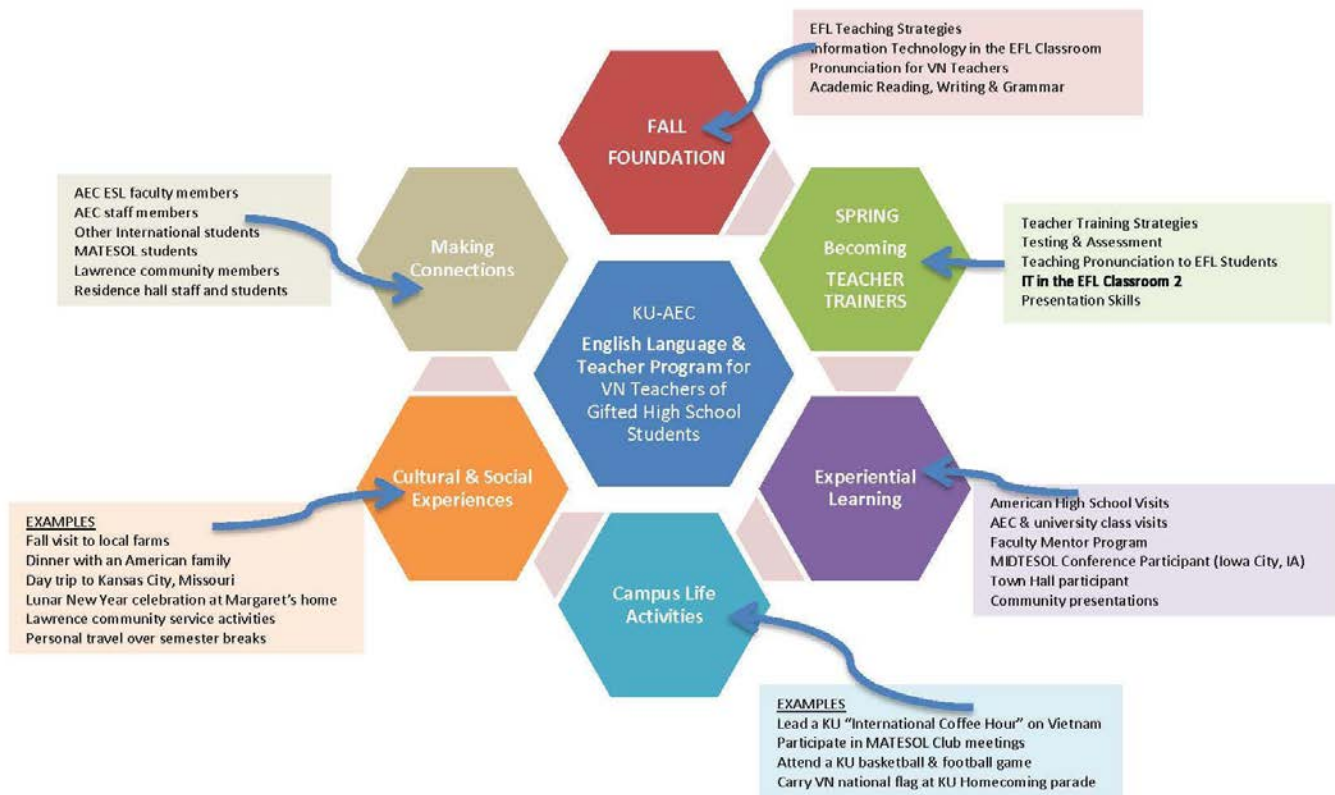 EFL Teaching Strategies
Information Technology in the EFL Classroom
Pronunciation for VN Teachers
Academic Reading, Writing & Grammar
FALL
FOUNDATION
AEC ESL faculty members
AEC staff members
Other International students
MATESOL students
Lawrence community members
Residence hall staff and students
Making
Connections
SPRING
Becoming
TEACHER
TRAINERS
Teacher Training Strategies
Testing & Assessment
Teaching Pronunciation to EFL Students
IT in the EFL Classroom 2
Presentation Skills
KU-AEC
English Language &
Teacher Program for
VN Teachers of
Gifted High School
Students
Cultural & Social
Experiences
Experiential
Learning
EXAMPLES
Fall visit to local farms
Dinner with an American family
Day trip to Kansas City, Missouri
Lunar New Year celebration at Margaret's home
Lawrence community service activities
Personal travel over semester breaks
American High School Visits
AEC & university class visits
Faculty Mentor Program
MIDTESOL Conference Participant (Iowa City, IA)
Town Hall participant
Community presentations
Campus Life
Activities
EXAMPLES
Lead a KU "International Coffee Hour" on Vietnam
Participate in MATESOL Club meetings
Attend a KU basketball & football game
Carry VN national flag at KU Homecoming parade